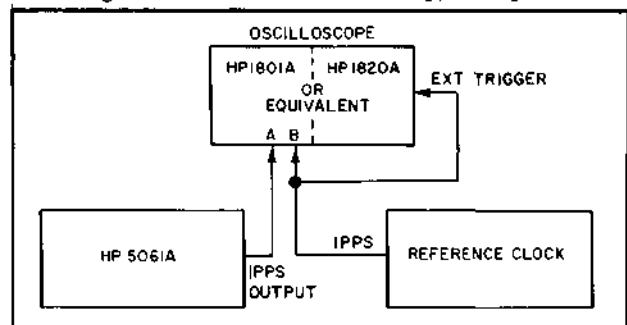 OSCILLOSCOPE
HP1801A HP1820A
OR
EQUIVALENT
A B
EXT TRIGGER
HP 5061A
1PPS
OUTPUT
1PPS
REFERENCE CLOCK